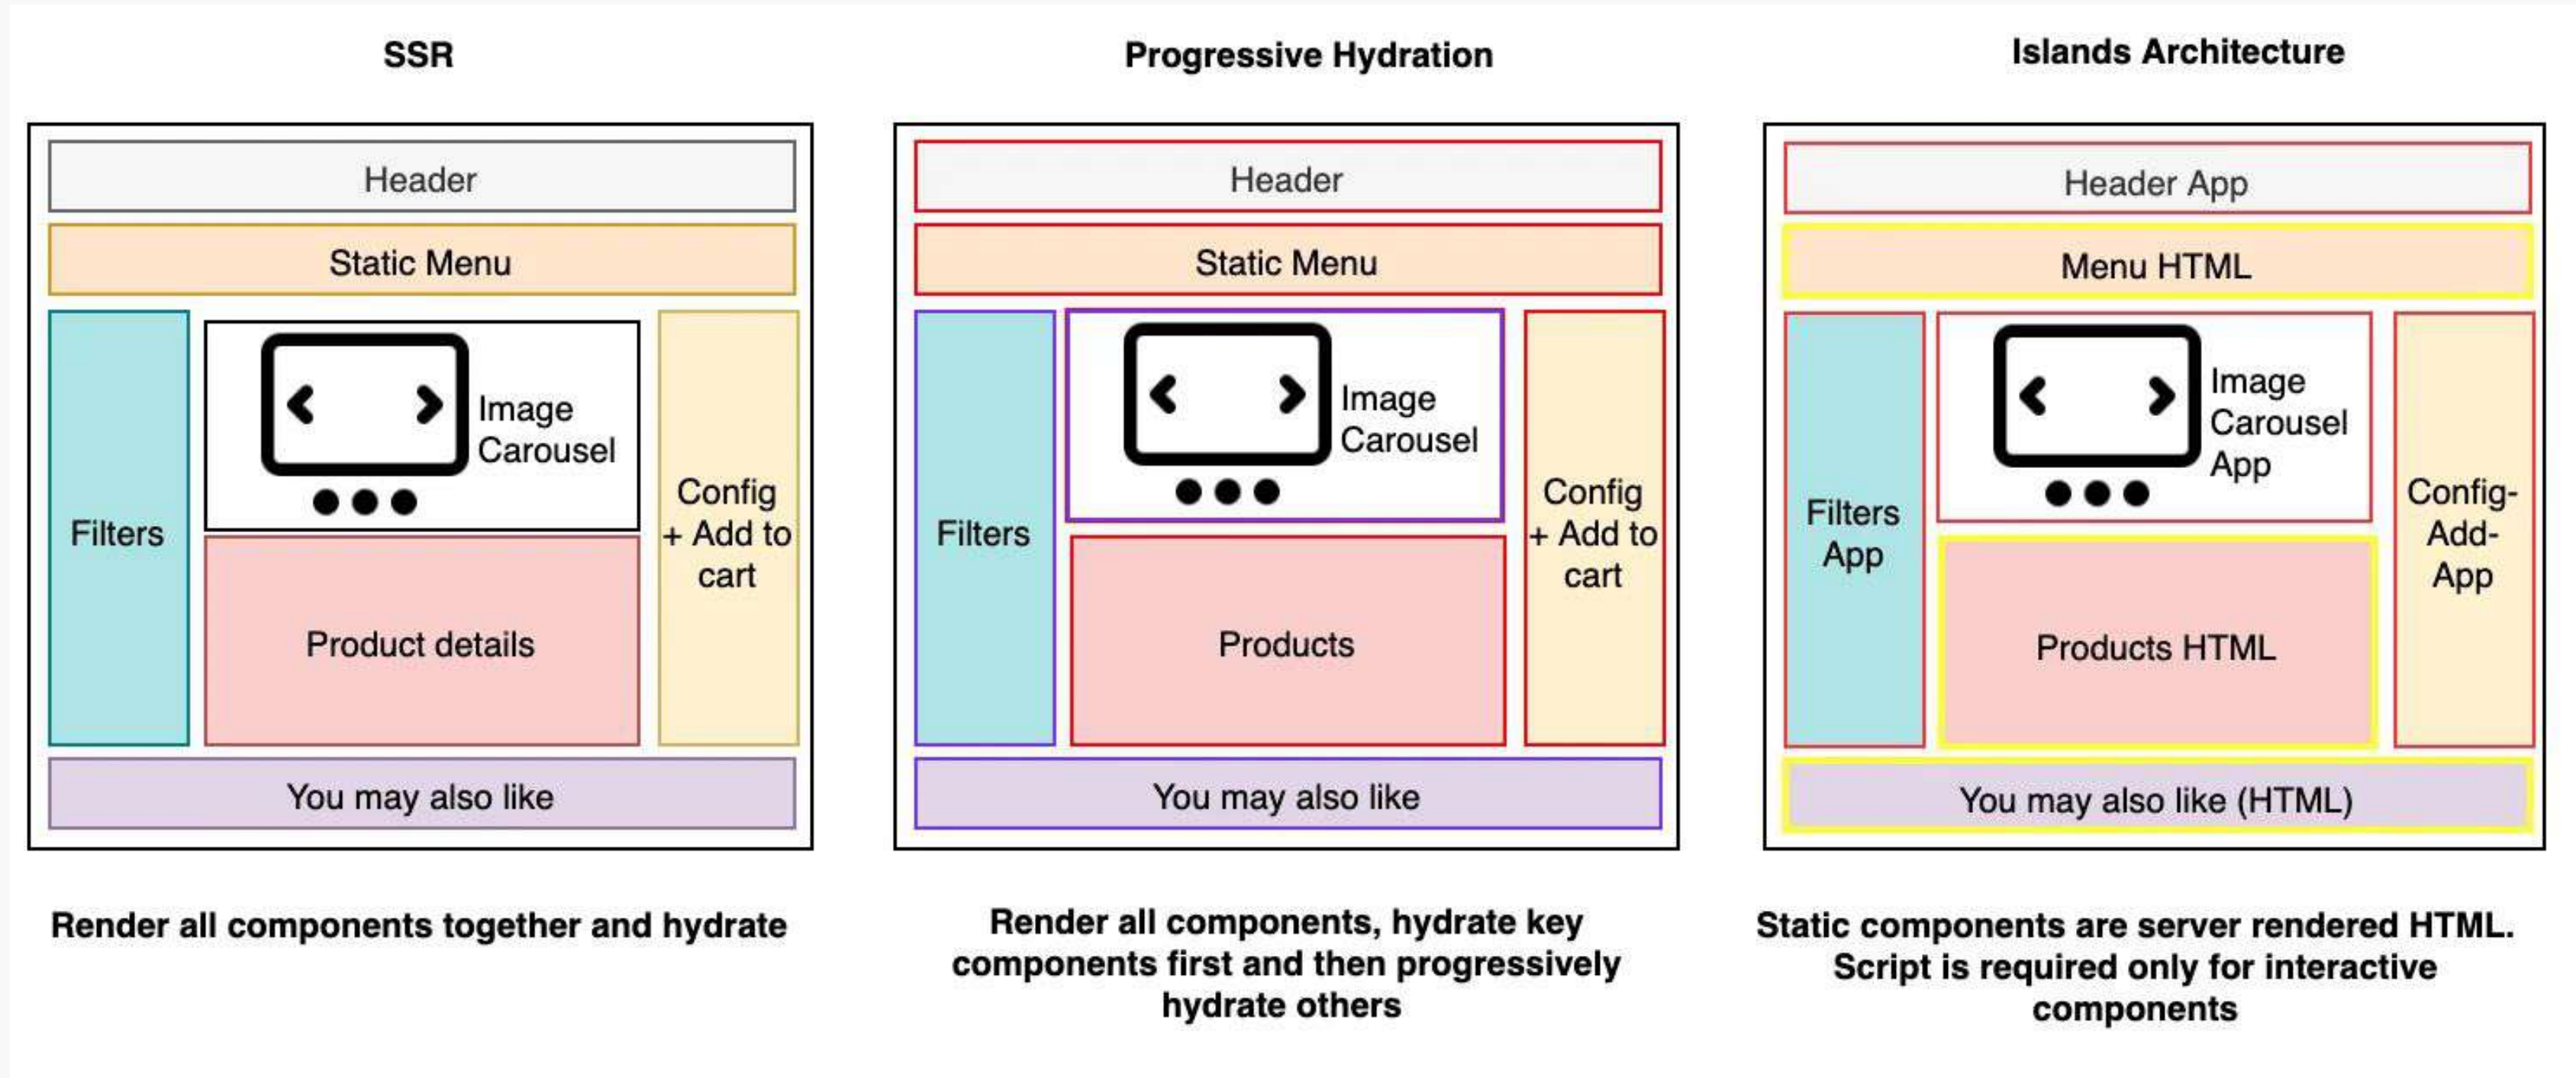 SSR
Header
Static Menu
Filters
Image
Carousel
Config
+ Add to
cart
Product details
You may also like
Render all components together and hydrate
Progressive Hydration
Header
Static Menu
Filters
Image
Carousel
Config
+ Add to
cart
Products
You may also like
Render all components, hydrate key
components first and then progressively
hydrate others
Islands Architecture
Header App
Menu HTML
Filters
App
Image
Carousel
App
Config-
Add-
App
Products HTML
You may also like (HTML)
Static components are server rendered HTML.
Script is required only for interactive
components